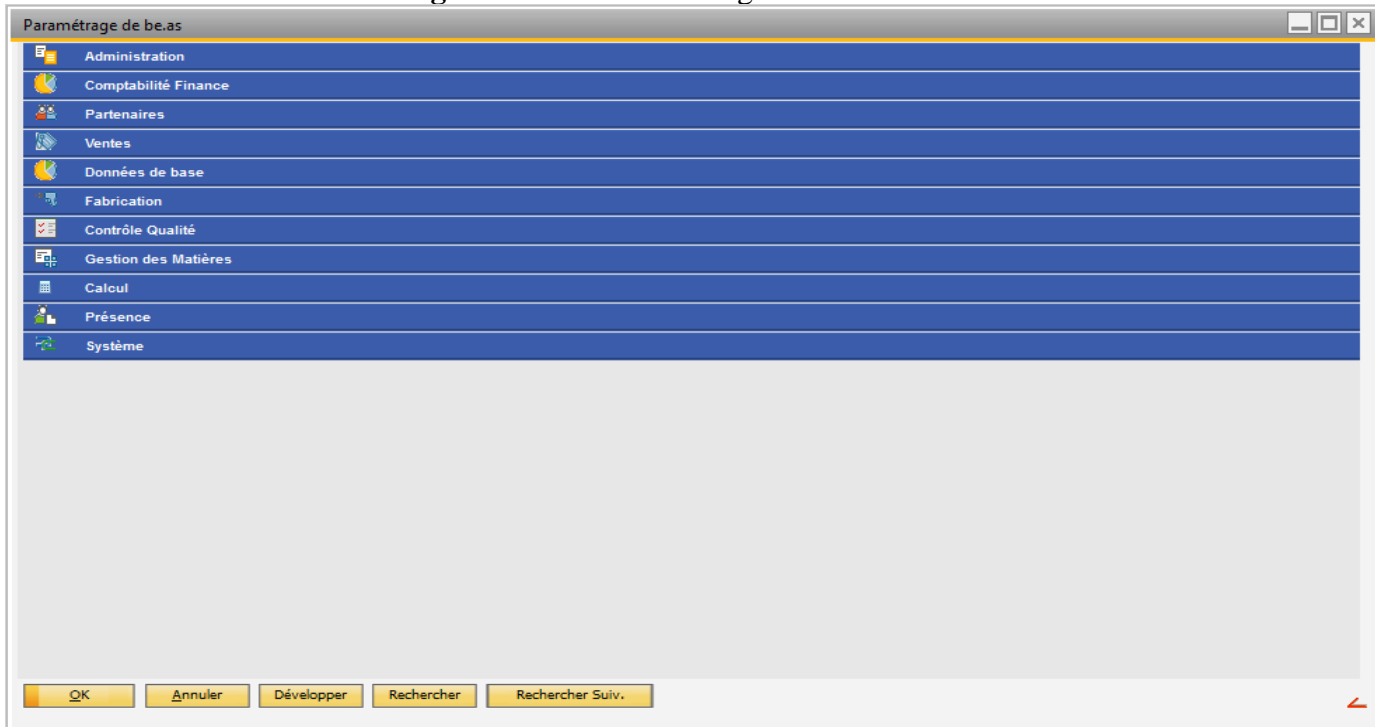 Paramétrage de be.as
Administration
Comptabilité Finance
Partenaires
Ventes
Données de base
Fabrication
Contrôle Qualité
Gestion des Matières
Calcul
Présence
Système
OK Annuler Développer Rechercher Rechercher Suiv.